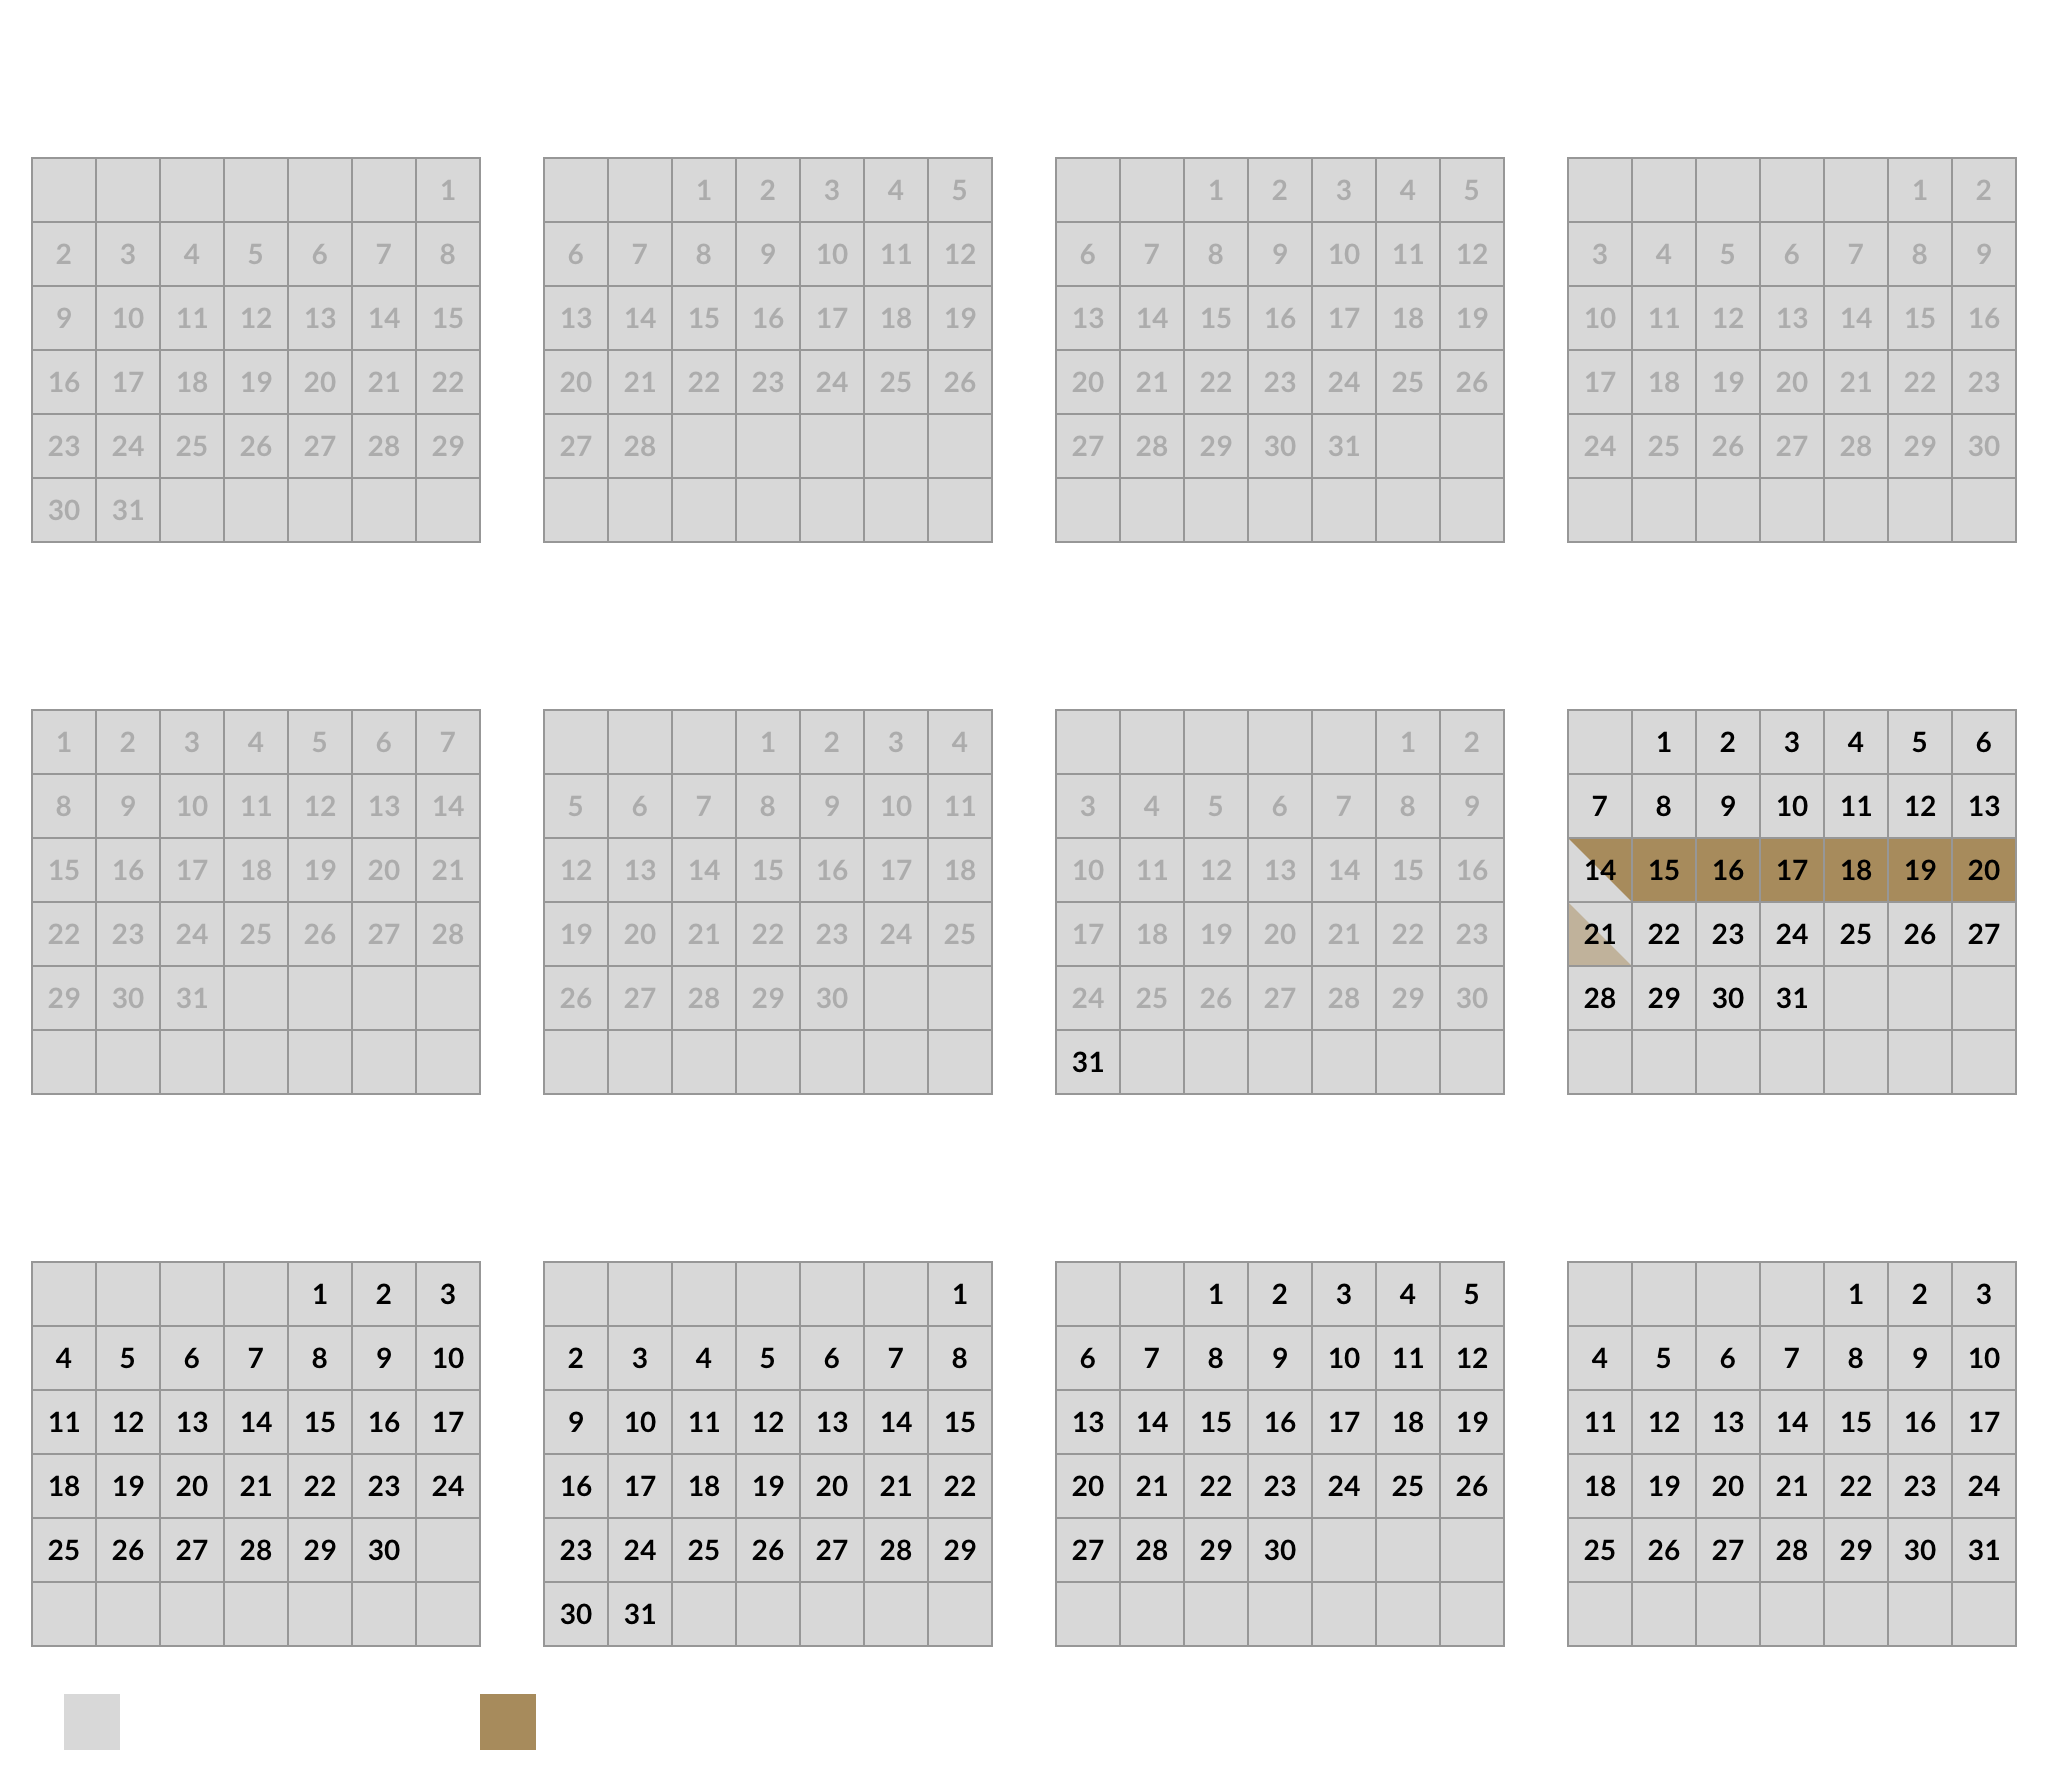 1
2 3 4 5 6 7 8
9 10 11 12 13 14 15
16 17 18 19 20 21 22
23 24 25 26 27 28 29
30 31
1 2 3 4 5
6 7 8 9 10 11 12
13 14 15 16 17 18 19
20 21 22 23 24 25 26
27 28
1 2 3 4 5
6 7 8 9 10 11 12
13 14 15 16 17 18 19
20 21 22 23 24 25 26
27 28 29 30 31
1 2
3 4 5 6 7 8 9
10 11 12 13 14 15 16
17 18 19 20 21 22 23
24 25 26 27 28 29 30
1 2 3 4 5 6 7
8 9 10 11 12 13 14
15 16 17 18 19 20 21
22 23 24 25 26 27 28
29 30 31
1 2 3 4
5 6 7 8 9 10 11
12 13 14 15 16 17 18
19 20 21 22 23 24 25
26 27 28 29 30
1 2
3 4 5 6 7 8 9
10 11 12 13 14 15 16
17 18 19 20 21 22 23
24 25 26 27 28 29 30
31
1 2 3 4 5 6
7 8 9 10 11 12 13
14 15 16 17 18 19 20
21 22 23 24 25 26 27
28 29 30 31
1 2 3
4 5 6 7 8 9 10
11 12 13 14 15 16 17
18 19 20 21 22 23 24
25 26 27 28 29 30
1
2 3 4 5 6 7 8
9 10 11 12 13 14 15
16 17 18 19 20 21 22
23 24 25 26 27 28 29
30 31
1 2 3 4 5
6 7 8 9 10 11 12
13 14 15 16 17 18 19
20 21 22 23 24 25 26
27 28 29 30
1 2 3
4 5 6 7 8 9 10
11 12 13 14 15 16 17
18 19 20 21 22 23 24
25 26 27 28 29 30 31